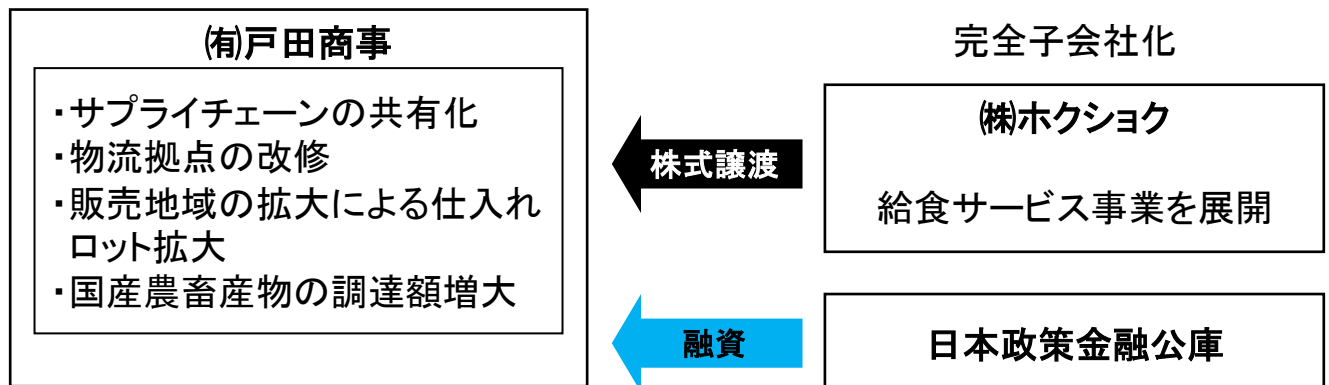 ㈲戸田商事
・サプライチェーンの共有化
・物流拠点の改修
・販売地域の拡大による仕入れ
ロット拡大
・国産農畜産物の調達額増大
株式譲渡
融資
完全子会社化
㈱ホクショク
給食サービス事業を展開
日本政策金融公庫